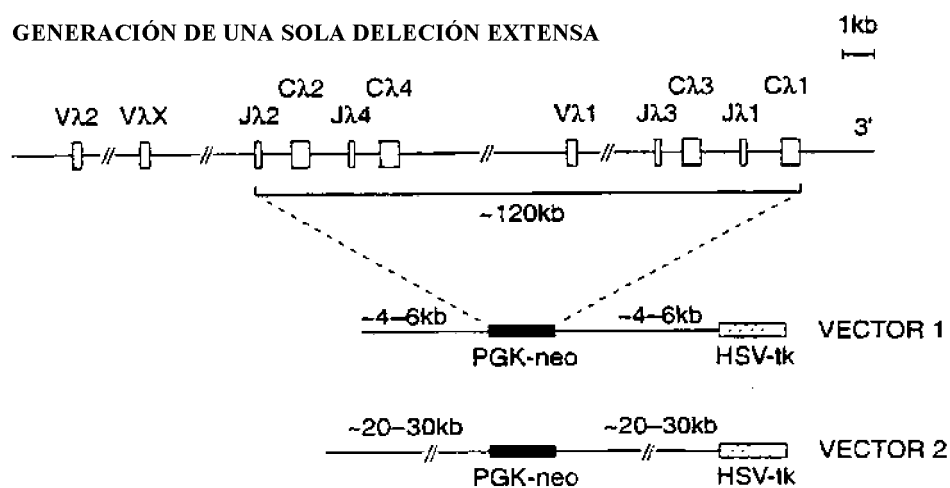 GENERACIÓN DE UNA SOLA DELECIÓN EXTENSA
1kb
Vλ2 VλX Jλ2 Cλ2 Jλ4 Cλ4 Vλ1 Jλ3 Cλ3 Jλ1 Cλ1 3'
~120kb
~4–6kb ~4–6kb VECTOR 1
PGK-neo HSV-tk
~20–30kb ~20–30kb VECTOR 2
PGK-neo HSV-tk